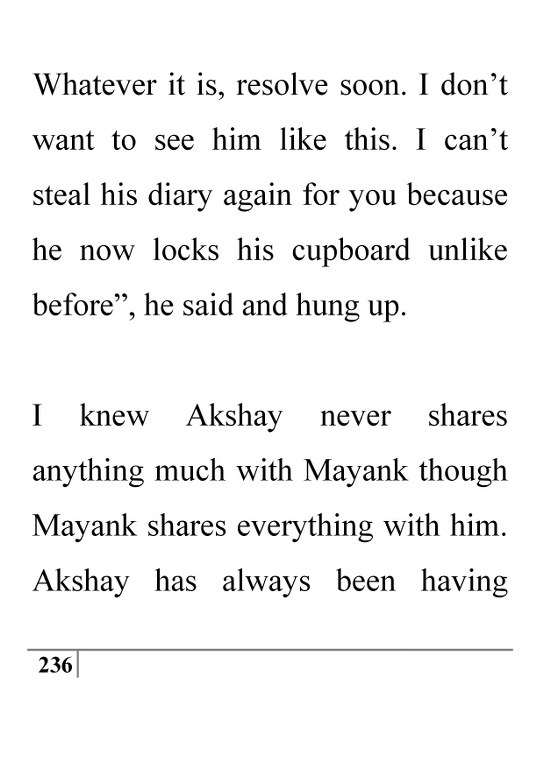 Whatever it is, resolve soon. I don’t
want to see him like this. I can’t
steal his diary again for you because
he now locks his cupboard unlike
before”, he said and hung up.
I knew Akshay never shares
anything much with Mayank though
Mayank shares everything with him.
Akshay has always been having
236